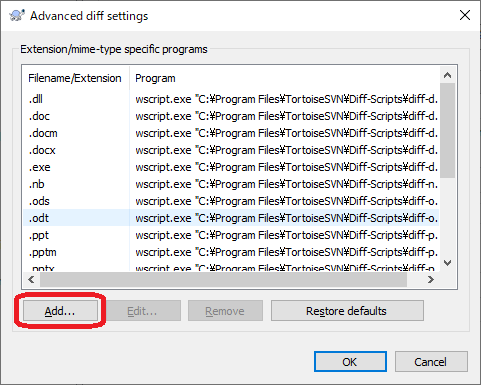 Advanced diff settings
Extension/mime-type specific programs
Filename/Extension Program
.dll wscript.exe "C:¥Program Files¥TortoiseSVN¥Diff-Scripts¥diff-d.
.doc wscript.exe "C:¥Program Files¥TortoiseSVN¥Diff-Scripts¥diff-d.
.docm wscript.exe "C:¥Program Files¥TortoiseSVN¥Diff-Scripts¥diff-d.
.docx wscript.exe "C:¥Program Files¥TortoiseSVN¥Diff-Scripts¥diff-d.
.exe wscript.exe "C:¥Program Files¥TortoiseSVN¥Diff-Scripts¥diff-d.
.nb wscript.exe "C:¥Program Files¥TortoiseSVN¥Diff-Scripts¥diff-n.
.ods wscript.exe "C:¥Program Files¥TortoiseSVN¥Diff-Scripts¥diff-o.
.odt wscript.exe "C:¥Program Files¥TortoiseSVN¥Diff-Scripts¥diff-o.
.ppt wscript.exe "C:¥Program Files¥TortoiseSVN¥Diff-Scripts¥diff-p.
.pptm wscript.exe "C:¥Program Files¥TortoiseSVN¥Diff-Scripts¥diff-p.
.pptx wscript.exe "C:¥Program Files¥TortoiseSVN¥Diff-Scripts¥diff-p.
Add... Edit... Remove Restore defaults
OK Cancel